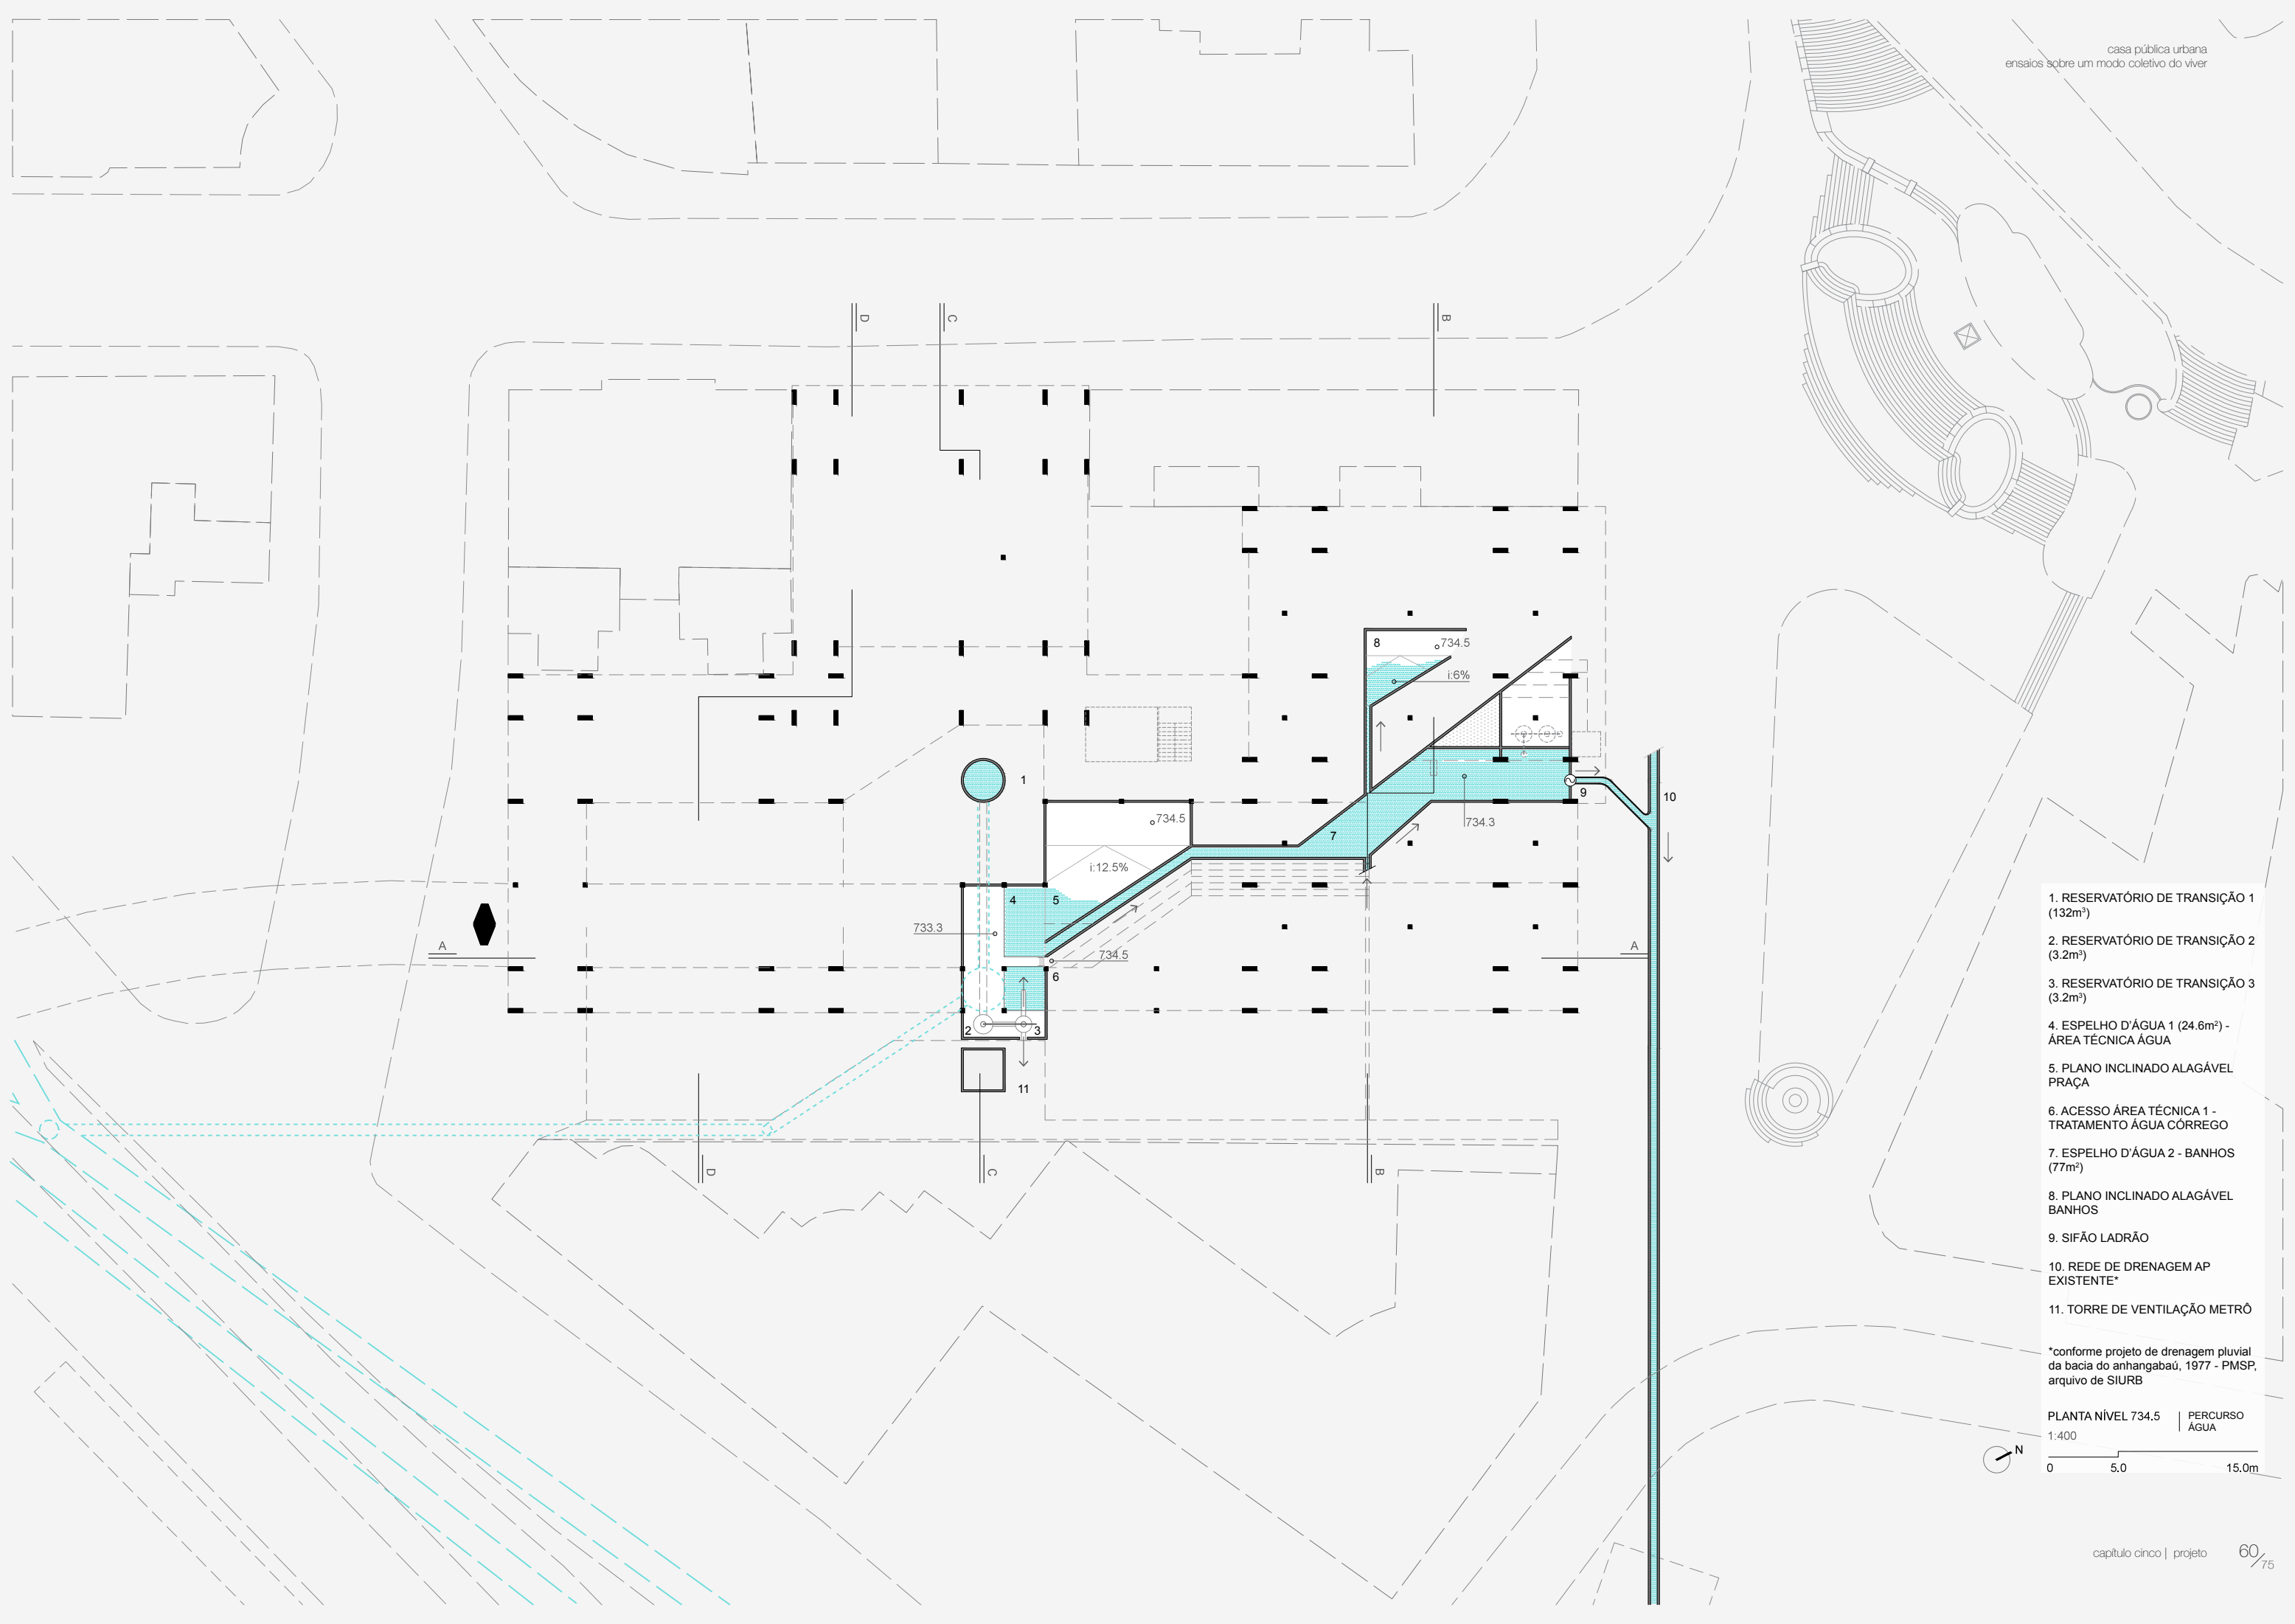 casa pública urbana
ensaios sobre um modo coletivo do viver
D
C
B
8
734.5
i:6%
1
9
10
734.5
734.3
7
i:12.5%
4
5
733.3
A
A
734.5
6
2
3
11
D
C
B
1. RESERVATÓRIO DE TRANSIÇÃO 1
(132m³)
2. RESERVATÓRIO DE TRANSIÇÃO 2
(3.2m³)
3. RESERVATÓRIO DE TRANSIÇÃO 3
(3.2m³)
4. ESPELHO D'ÁGUA 1 (24.6m²) -
ÁREA TÉCNICA ÁGUA
5. PLANO INCLINADO ALAGÁVEL
PRAÇA
6. ACESSO ÁREA TÉCNICA 1 -
TRATAMENTO ÁGUA CÓRREGO
7. ESPELHO D'ÁGUA 2 - BANHOS
(77m²)
8. PLANO INCLINADO ALAGÁVEL
BANHOS
9. SIFÃO LADRÃO
10. REDE DE DRENAGEM AP
EXISTENTE*
11. TORRE DE VENTILAÇÃO METRÔ
*conforme projeto de drenagem pluvial
da bacia do anhangabaú, 1977 - PMSP,
arquivo de SIURB
PLANTA NÍVEL 734.5 | PERCURSO
ÁGUA
1:400
N
0 5.0 15.0m
capítulo cinco | projeto 60/75